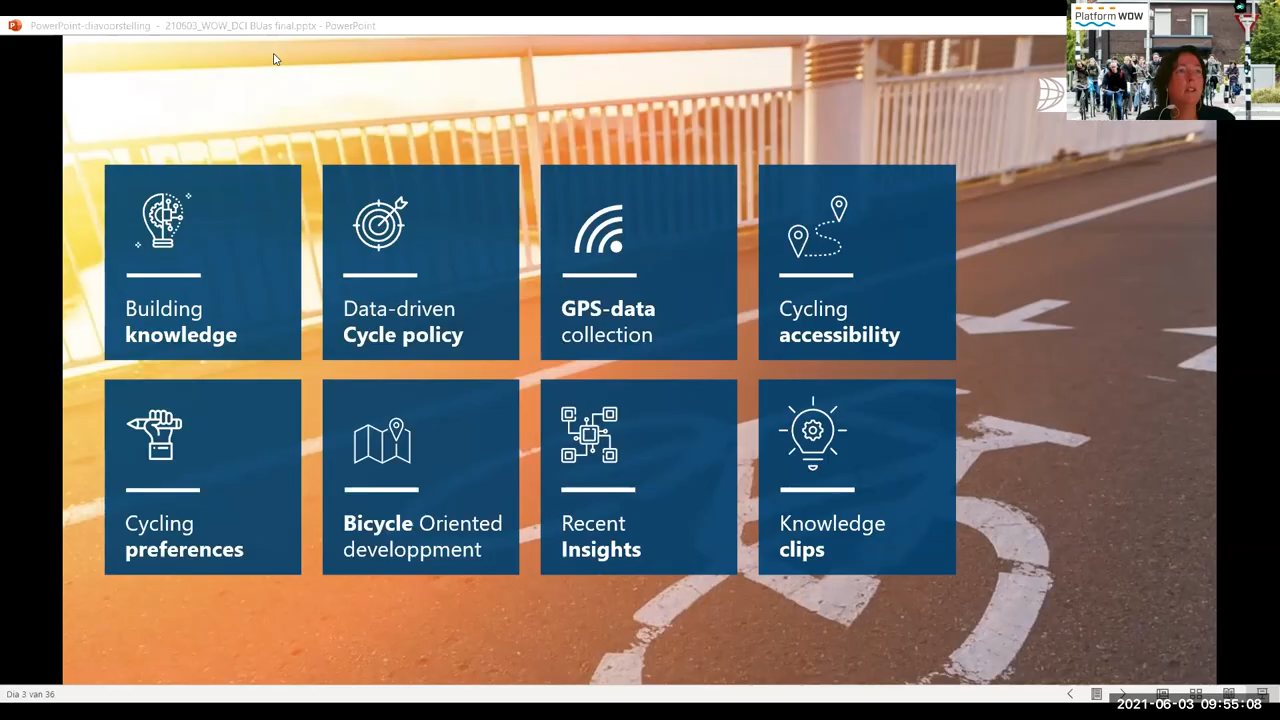 PowerPoint-diavoorstelling - 210603_WOW_DCI BUas final.pptx - PowerPoint
Platform WOW
Building
knowledge
Data-driven
Cycle policy
GPS-data
collection
Cycling
accessibility
Cycling
preferences
Bicycle Oriented
developpment
Recent
Insights
Knowledge
clips
Dia 3 van 36
2021-06-03 09:55:08